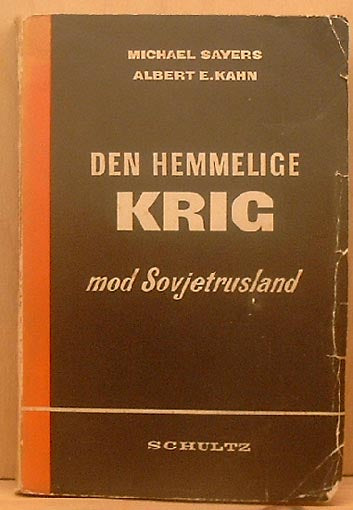 MICHAEL SAYERS
ALBERT E. KAHN
DEN HEMMELIGE
KRIG
mod Sovjetrusland
SCHULTZ